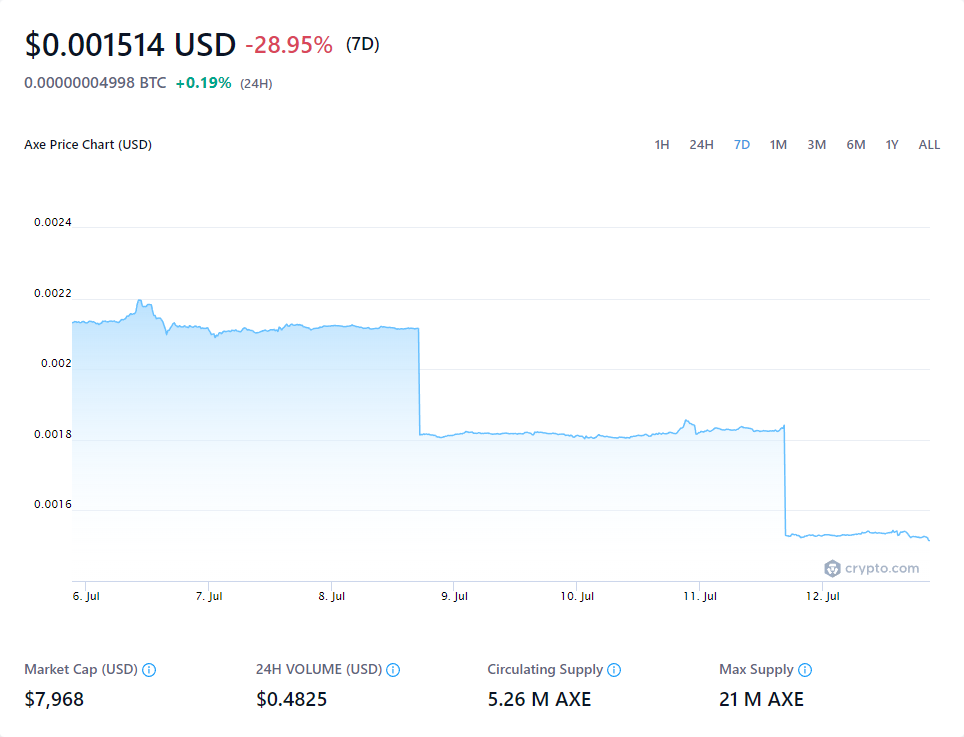 $0.001514 USD -28.95% (7D)
0.00000004998 BTC +0.19% (24H)
Axe Price Chart (USD) 1H 24H 7D 1M 3M 6M 1Y ALL
0.0024
0.0022
0.002
0.0018
0.0016
crypto.com
6. Jul 7. Jul 8. Jul 9. Jul 10. Jul 11. Jul 12. Jul
Market Cap (USD) 24H VOLUME (USD) Circulating Supply Max Supply
$7,968 $0.4825 5.26 M AXE 21 M AXE